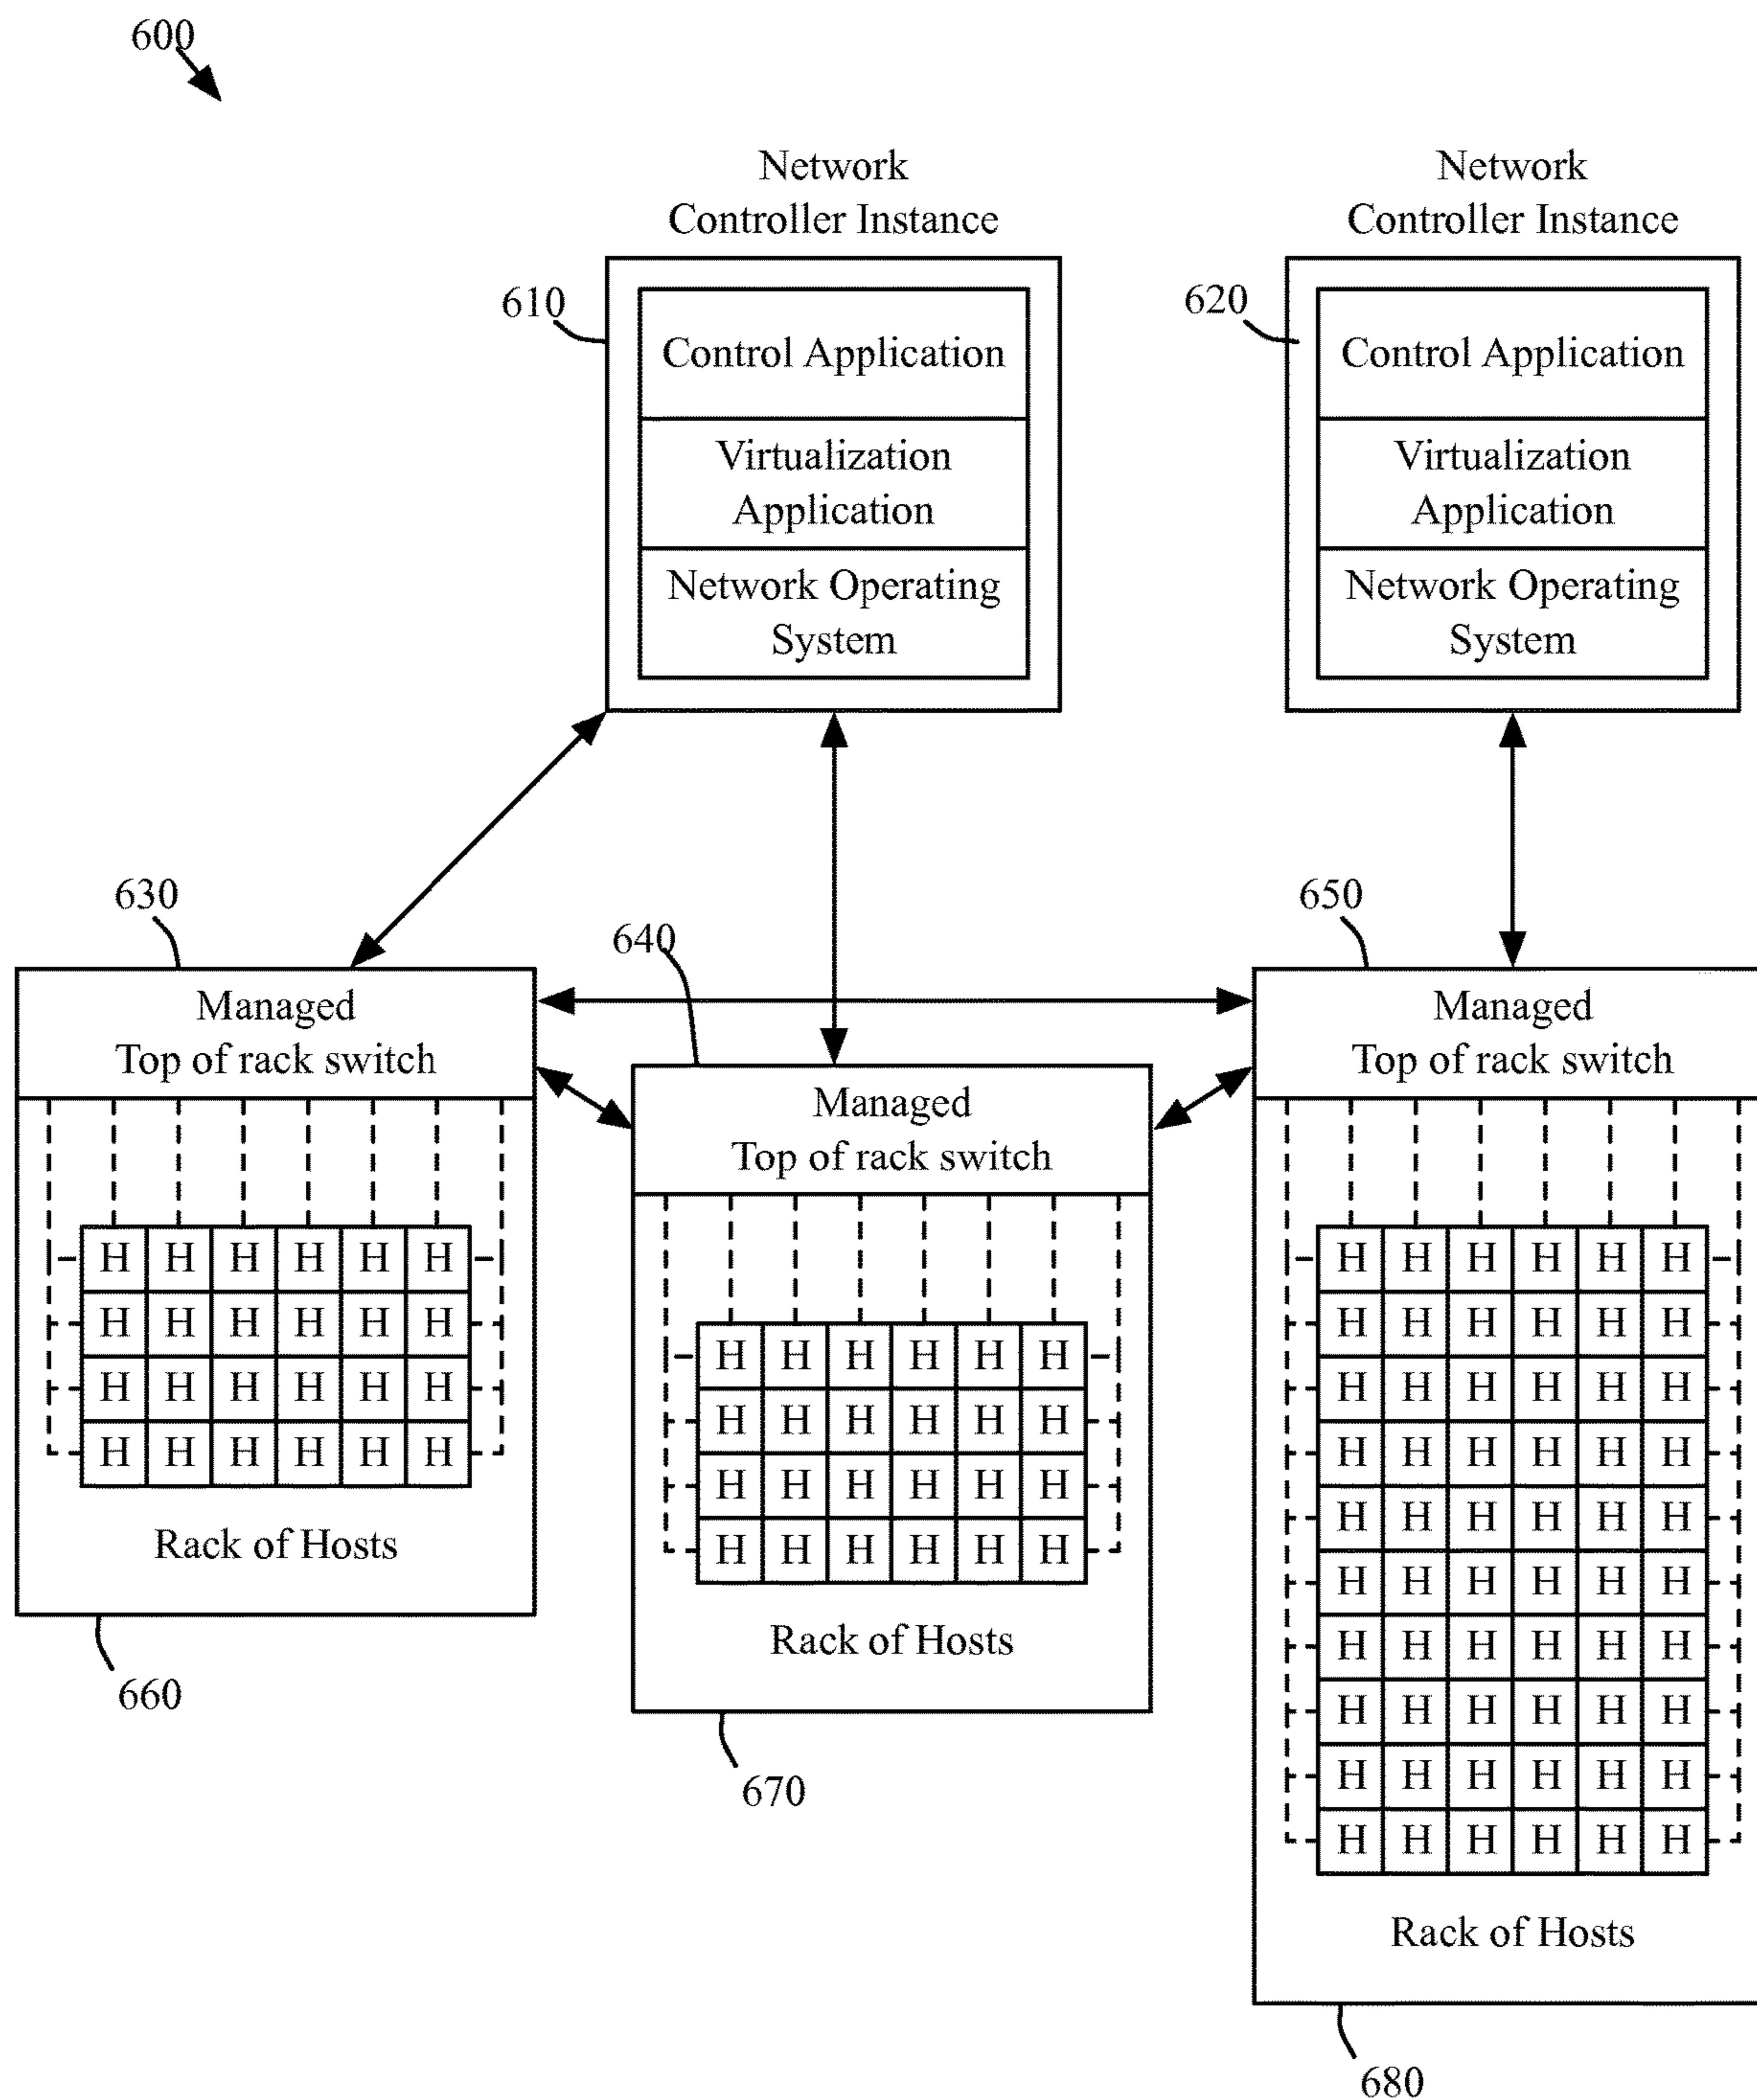 600
Network
Controller Instance
610
Control Application
Virtualization
Application
Network Operating
System
Network
Controller Instance
620
Control Application
Virtualization
Application
Network Operating
System
630
Managed
Top of rack switch
H H H H H H
H H H H H H
H H H H H H
H H H H H H
Rack of Hosts
660
640
Managed
Top of rack switch
H H H H H H
H H H H H H
H H H H H H
H H H H H H
Rack of Hosts
670
650
Managed
Top of rack switch
H H H H H H
H H H H H H
H H H H H H
H H H H H H
H H H H H H
H H H H H H
H H H H H H
H H H H H H
H H H H H H
H H H H H H
Rack of Hosts
680